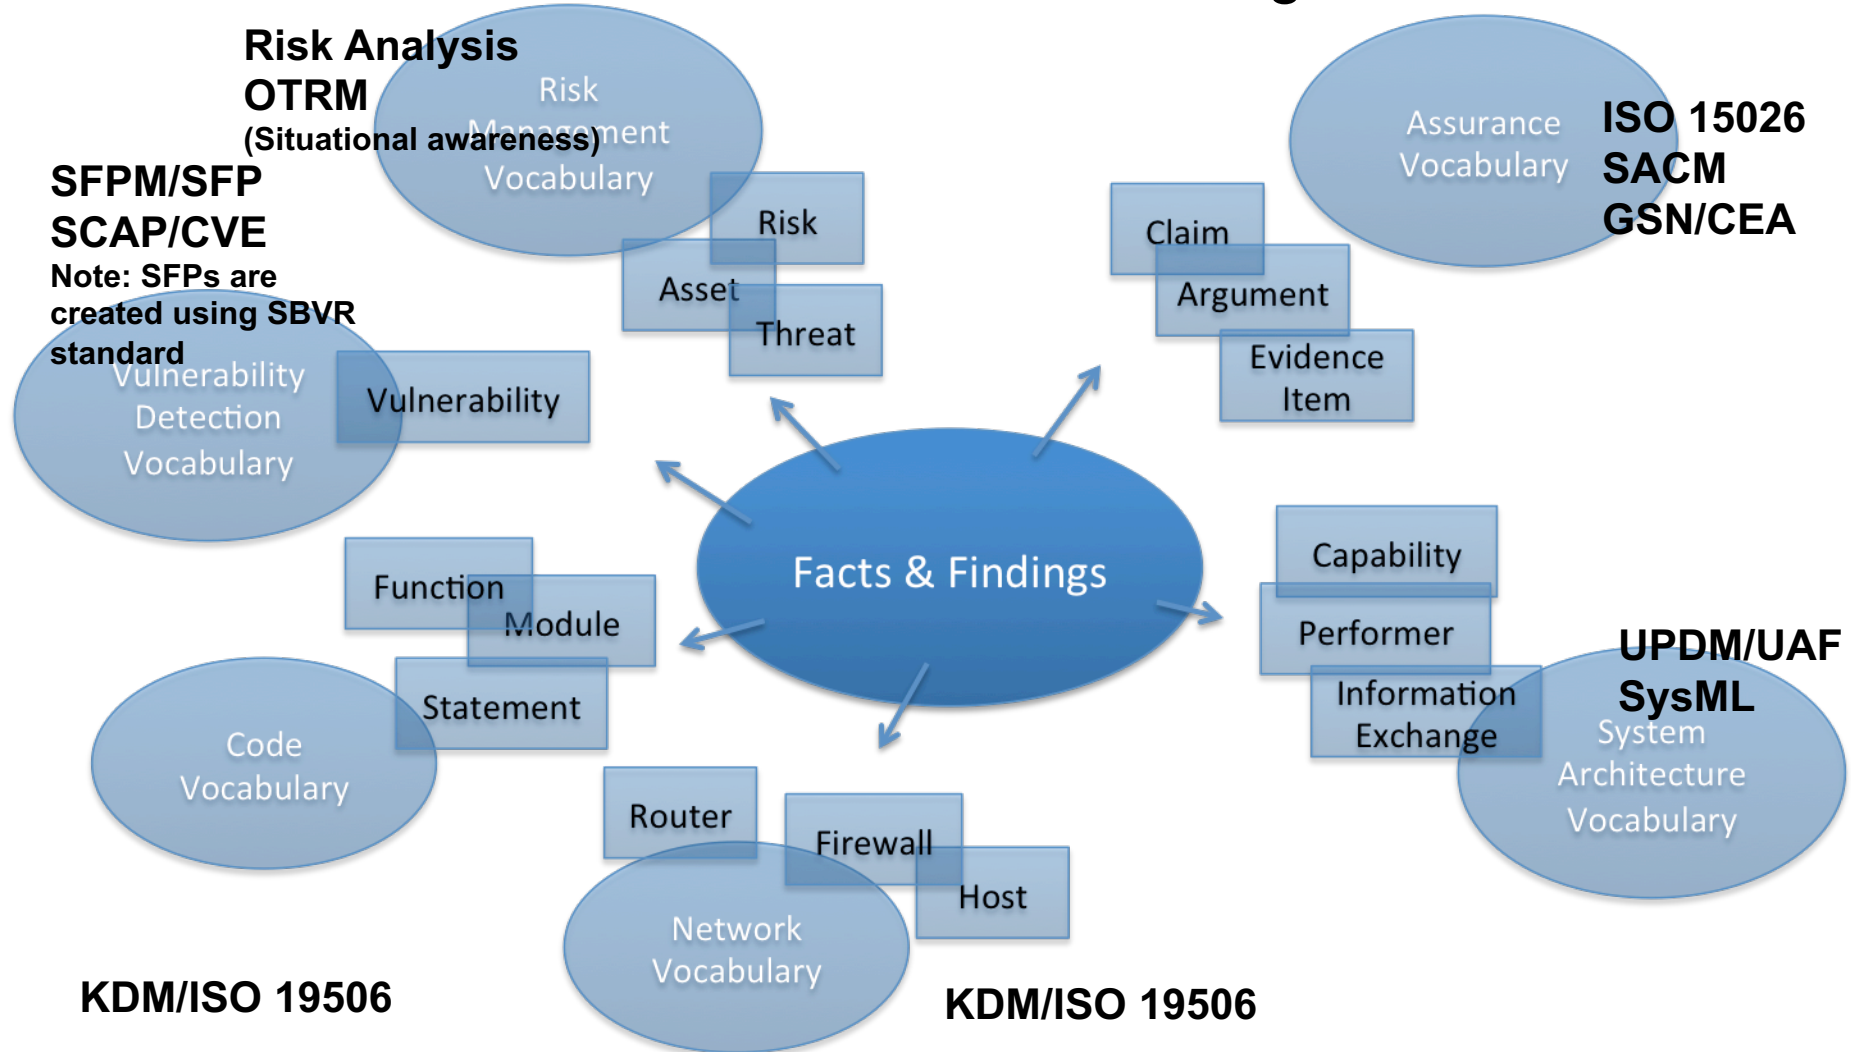 Risk Analysis
OTRM
(Situational awareness)
Risk
Management
Vocabulary
Risk
Asset
Threat
SFPM/SFP
SCAP/CVE
Note: SFPs are
created using SBVR
standard
Vulnerability
Detection
Vocabulary
Vulnerability
Claim
Argument
Evidence
Item
Assurance
Vocabulary
ISO 15026
SACM
GSN/CEA
Facts & Findings
Function
Module
Statement
Code
Vocabulary
KDM/ISO 19506
Router
Firewall
Host
Network
Vocabulary
KDM/ISO 19506
Capability
Performer
Information
Exchange
UPDM/UAF
SysML
System
Architecture
Vocabulary